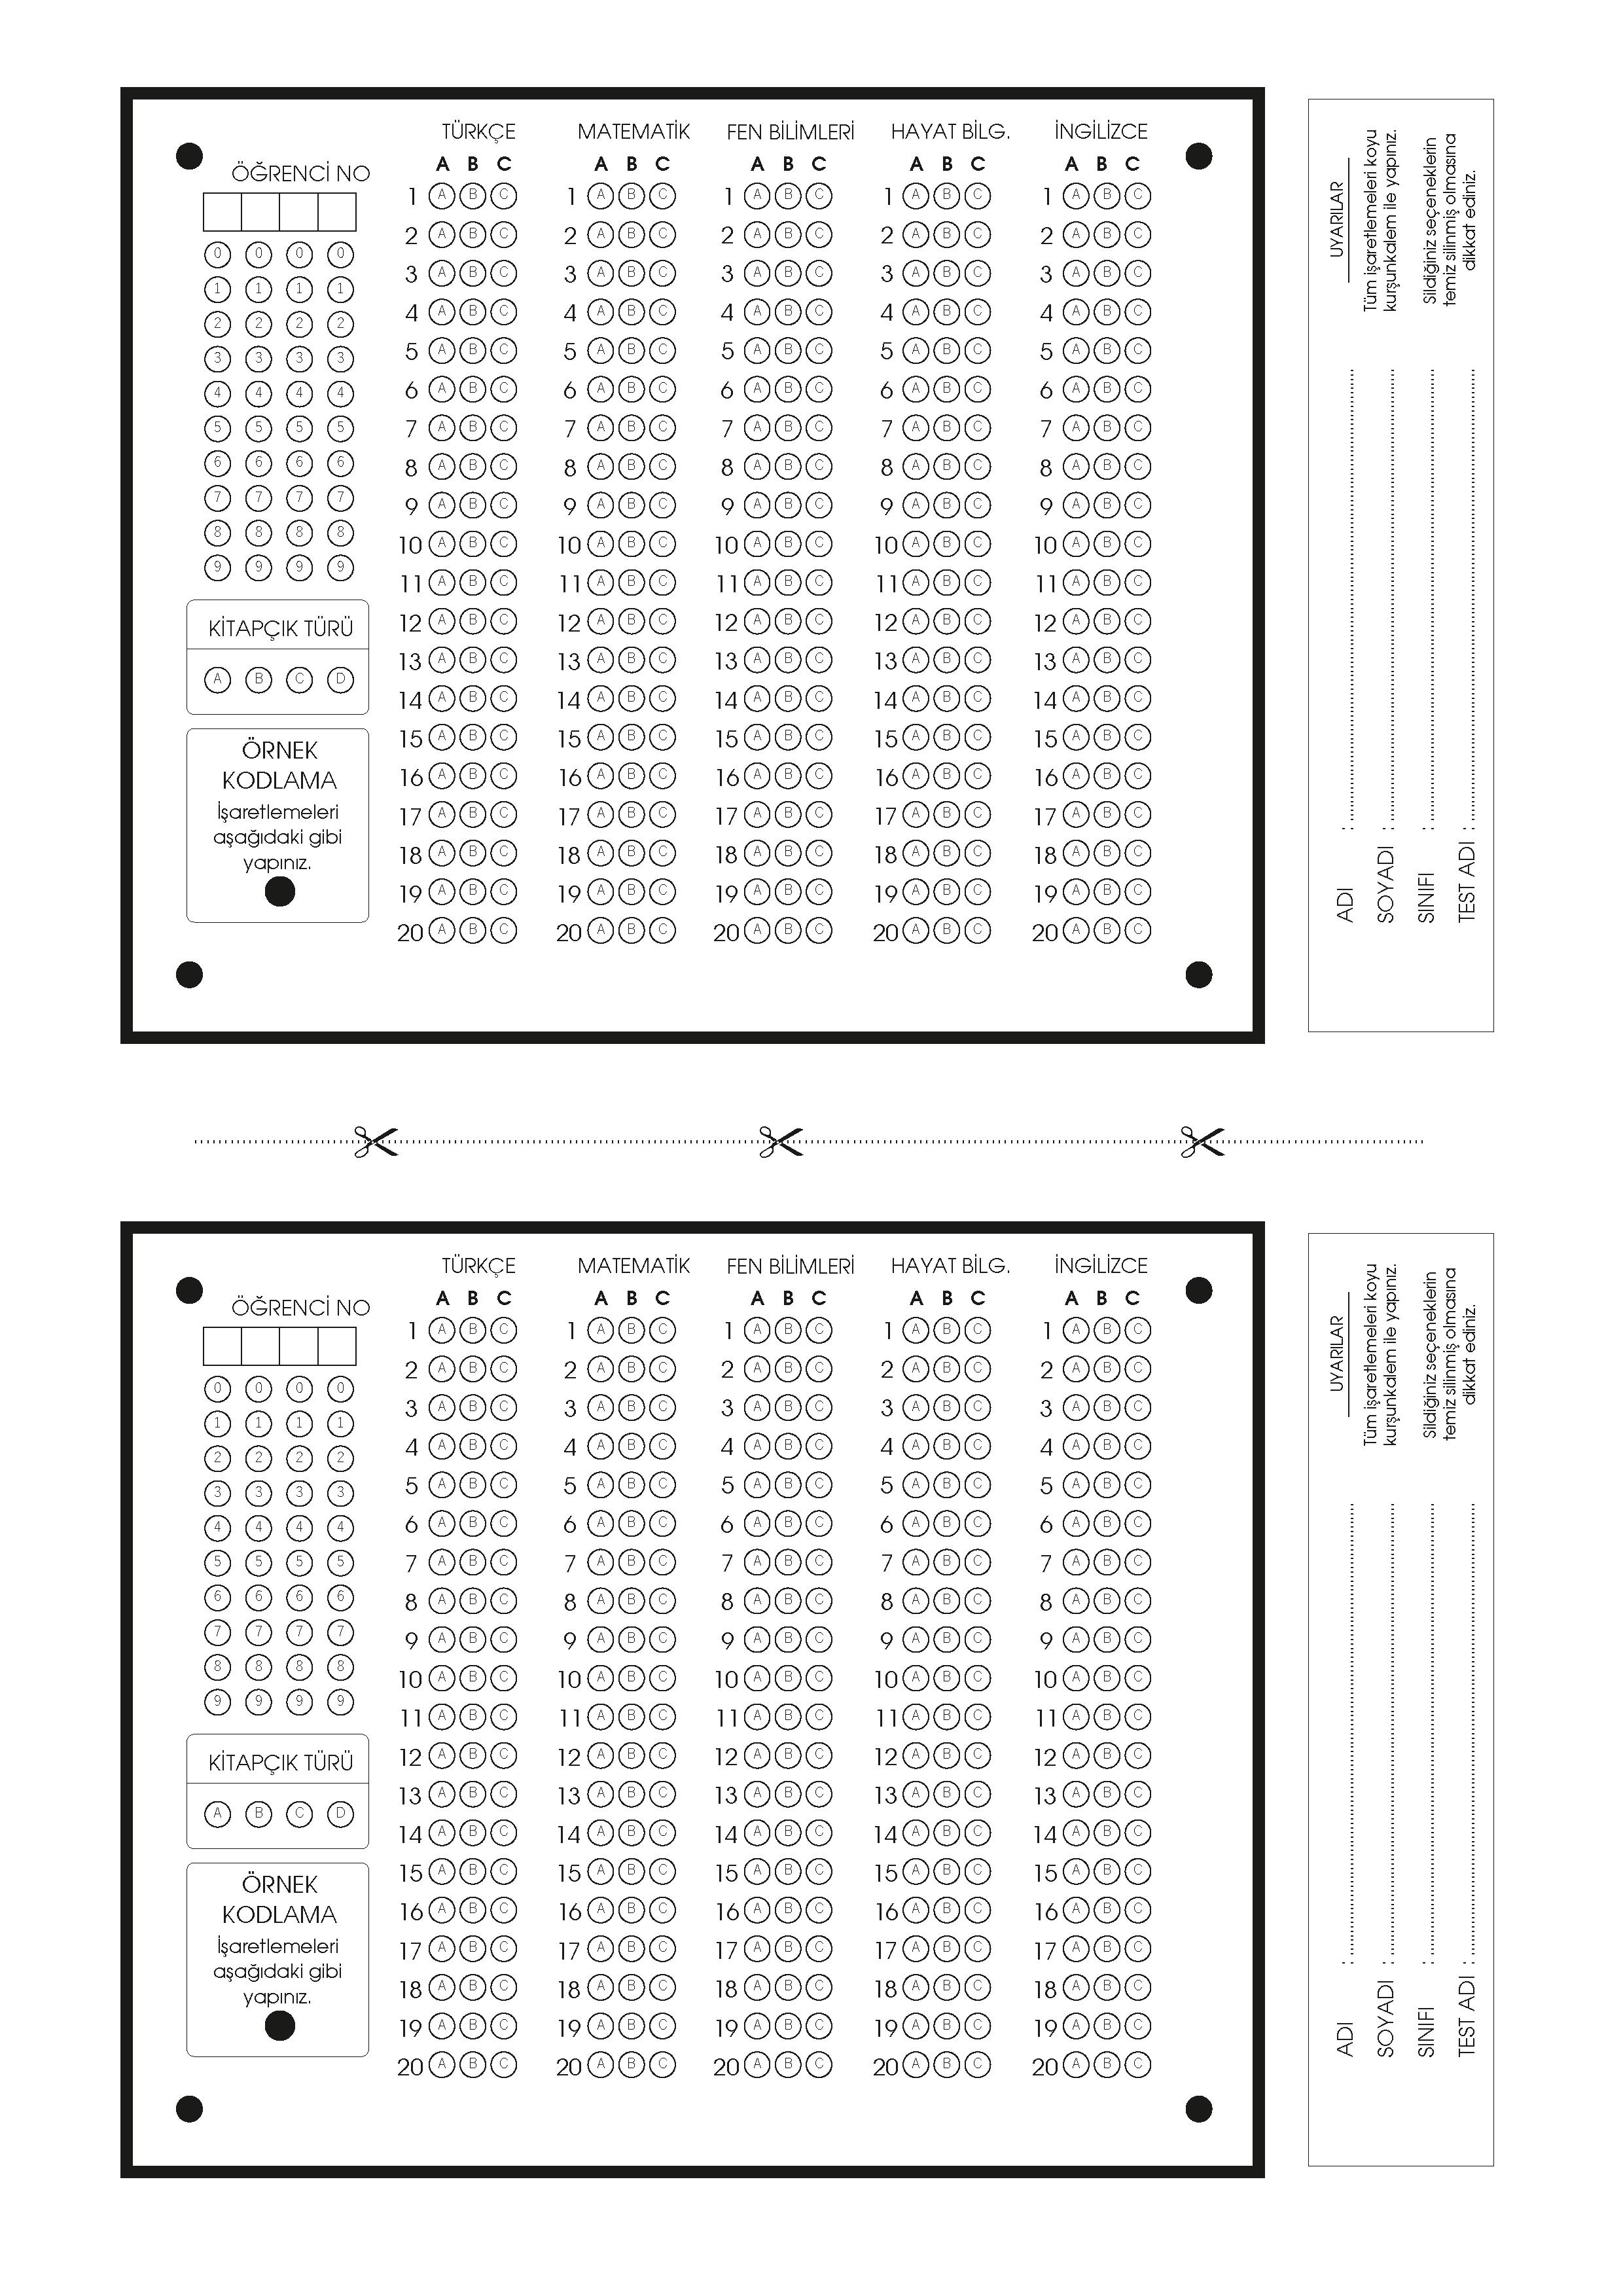 ÖĞRENCİ NO
0 0 0 0
1 1 1 1
2 2 2 2
3 3 3 3
4 4 4 4
5 5 5 5
6 6 6 6
7 7 7 7
8 8 8 8
9 9 9 9
KİTAPÇIK TÜRÜ
A B C D
ÖRNEK
KODLAMA
İşaretlemeleri
aşağıdaki gibi
yapınız.
TÜRKÇE MATEMATİK FEN BİLİMLERİ HAYAT BİLG. İNGİLİZCE
A B C A B C A B C A B C A B C
1 A B C 1 A B C 1 A B C 1 A B C 1 A B C
2 A B C 2 A B C 2 A B C 2 A B C 2 A B C
3 A B C 3 A B C 3 A B C 3 A B C 3 A B C
4 A B C 4 A B C 4 A B C 4 A B C 4 A B C
5 A B C 5 A B C 5 A B C 5 A B C 5 A B C
6 A B C 6 A B C 6 A B C 6 A B C 6 A B C
7 A B C 7 A B C 7 A B C 7 A B C 7 A B C
8 A B C 8 A B C 8 A B C 8 A B C 8 A B C
9 A B C 9 A B C 9 A B C 9 A B C 9 A B C
10 A B C 10 A B C 10 A B C 10 A B C 10 A B C
11 A B C 11 A B C 11 A B C 11 A B C 11 A B C
12 A B C 12 A B C 12 A B C 12 A B C 12 A B C
13 A B C 13 A B C 13 A B C 13 A B C 13 A B C
14 A B C 14 A B C 14 A B C 14 A B C 14 A B C
15 A B C 15 A B C 15 A B C 15 A B C 15 A B C
16 A B C 16 A B C 16 A B C 16 A B C 16 A B C
17 A B C 17 A B C 17 A B C 17 A B C 17 A B C
18 A B C 18 A B C 18 A B C 18 A B C 18 A B C
19 A B C 19 A B C 19 A B C 19 A B C 19 A B C
20 A B C 20 A B C 20 A B C 20 A B C 20 A B C
ADI :
SOYADI :
SINIFI :
TEST ADI :
UYARILAR
Tüm işaretlemeleri koyu
kurşunkalem ile yapınız.
Sildiğiniz seçeneklerin
temiz silinmiş olmasına
dikkat ediniz.
ÖĞRENCİ NO
0 0 0 0
1 1 1 1
2 2 2 2
3 3 3 3
4 4 4 4
5 5 5 5
6 6 6 6
7 7 7 7
8 8 8 8
9 9 9 9
KİTAPÇIK TÜRÜ
A B C D
ÖRNEK
KODLAMA
İşaretlemeleri
aşağıdaki gibi
yapınız.
TÜRKÇE MATEMATİK FEN BİLİMLERİ HAYAT BİLG. İNGİLİZCE
A B C A B C A B C A B C A B C
1 A B C 1 A B C 1 A B C 1 A B C 1 A B C
2 A B C 2 A B C 2 A B C 2 A B C 2 A B C
3 A B C 3 A B C 3 A B C 3 A B C 3 A B C
4 A B C 4 A B C 4 A B C 4 A B C 4 A B C
5 A B C 5 A B C 5 A B C 5 A B C 5 A B C
6 A B C 6 A B C 6 A B C 6 A B C 6 A B C
7 A B C 7 A B C 7 A B C 7 A B C 7 A B C
8 A B C 8 A B C 8 A B C 8 A B C 8 A B C
9 A B C 9 A B C 9 A B C 9 A B C 9 A B C
10 A B C 10 A B C 10 A B C 10 A B C 10 A B C
11 A B C 11 A B C 11 A B C 11 A B C 11 A B C
12 A B C 12 A B C 12 A B C 12 A B C 12 A B C
13 A B C 13 A B C 13 A B C 13 A B C 13 A B C
14 A B C 14 A B C 14 A B C 14 A B C 14 A B C
15 A B C 15 A B C 15 A B C 15 A B C 15 A B C
16 A B C 16 A B C 16 A B C 16 A B C 16 A B C
17 A B C 17 A B C 17 A B C 17 A B C 17 A B C
18 A B C 18 A B C 18 A B C 18 A B C 18 A B C
19 A B C 19 A B C 19 A B C 19 A B C 19 A B C
20 A B C 20 A B C 20 A B C 20 A B C 20 A B C
ADI :
SOYADI :
SINIFI :
TEST ADI :
UYARILAR
Tüm işaretlemeleri koyu
kurşunkalem ile yapınız.
Sildiğiniz seçeneklerin
temiz silinmiş olmasına
dikkat ediniz.